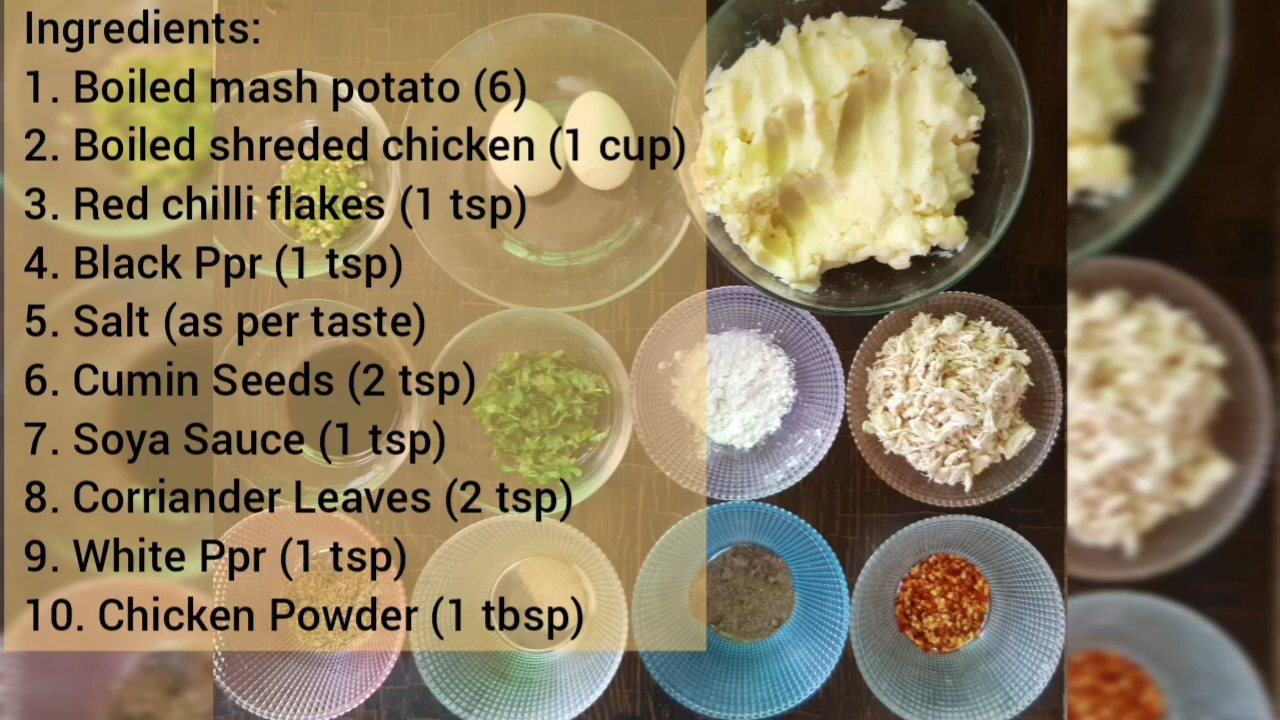 Ingredients:
1. Boiled mash potato (6)
2. Boiled shreded chicken (1 cup)
3. Red chilli flakes (1 tsp)
4. Black Ppr (1 tsp)
5. Salt (as per taste)
6. Cumin Seeds (2 tsp)
7. Soya Sauce (1 tsp)
8. Corriander Leaves (2 tsp)
9. White Ppr (1 tsp)
10. Chicken Powder (1 tbsp)